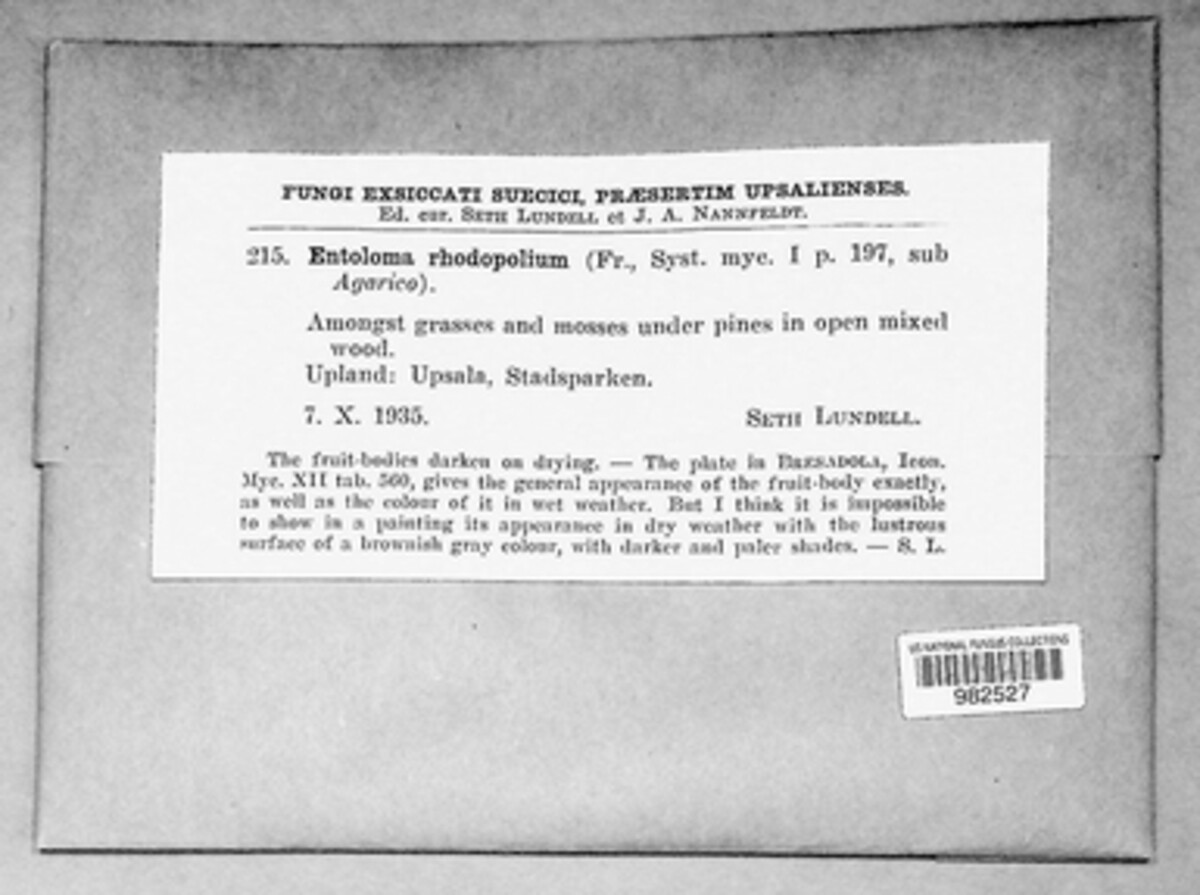 FUNGI EXSICCATI SUECICI, PRÆSERTIM UPSALIENSES.
Ed. cur. SETH LUNDELL et J. A. NANNFELDT.
215. Entoloma rhodopolium (Fr., Syst. myc. I p. 197, sub
Agarico).
Amongst grasses and mosses under pines in open mixed
wood.
Upland: Upsala, Stadsparken.
7. X. 1935. SETH LUNDELL.
The fruit-bodies darken on drying. — The plate in BRESADOLA, Icon.
Myc. XII tab. 560, gives the general appearance of the fruit-body exactly,
as well as the colour of it in wet weather. But I think it is impossible
to show in a painting its appearance in dry weather with the lustrous
surface of a brownish gray colour, with darker and paler shades. — S. L.
US NATIONAL FUNGUS COLLECTIONS
982527